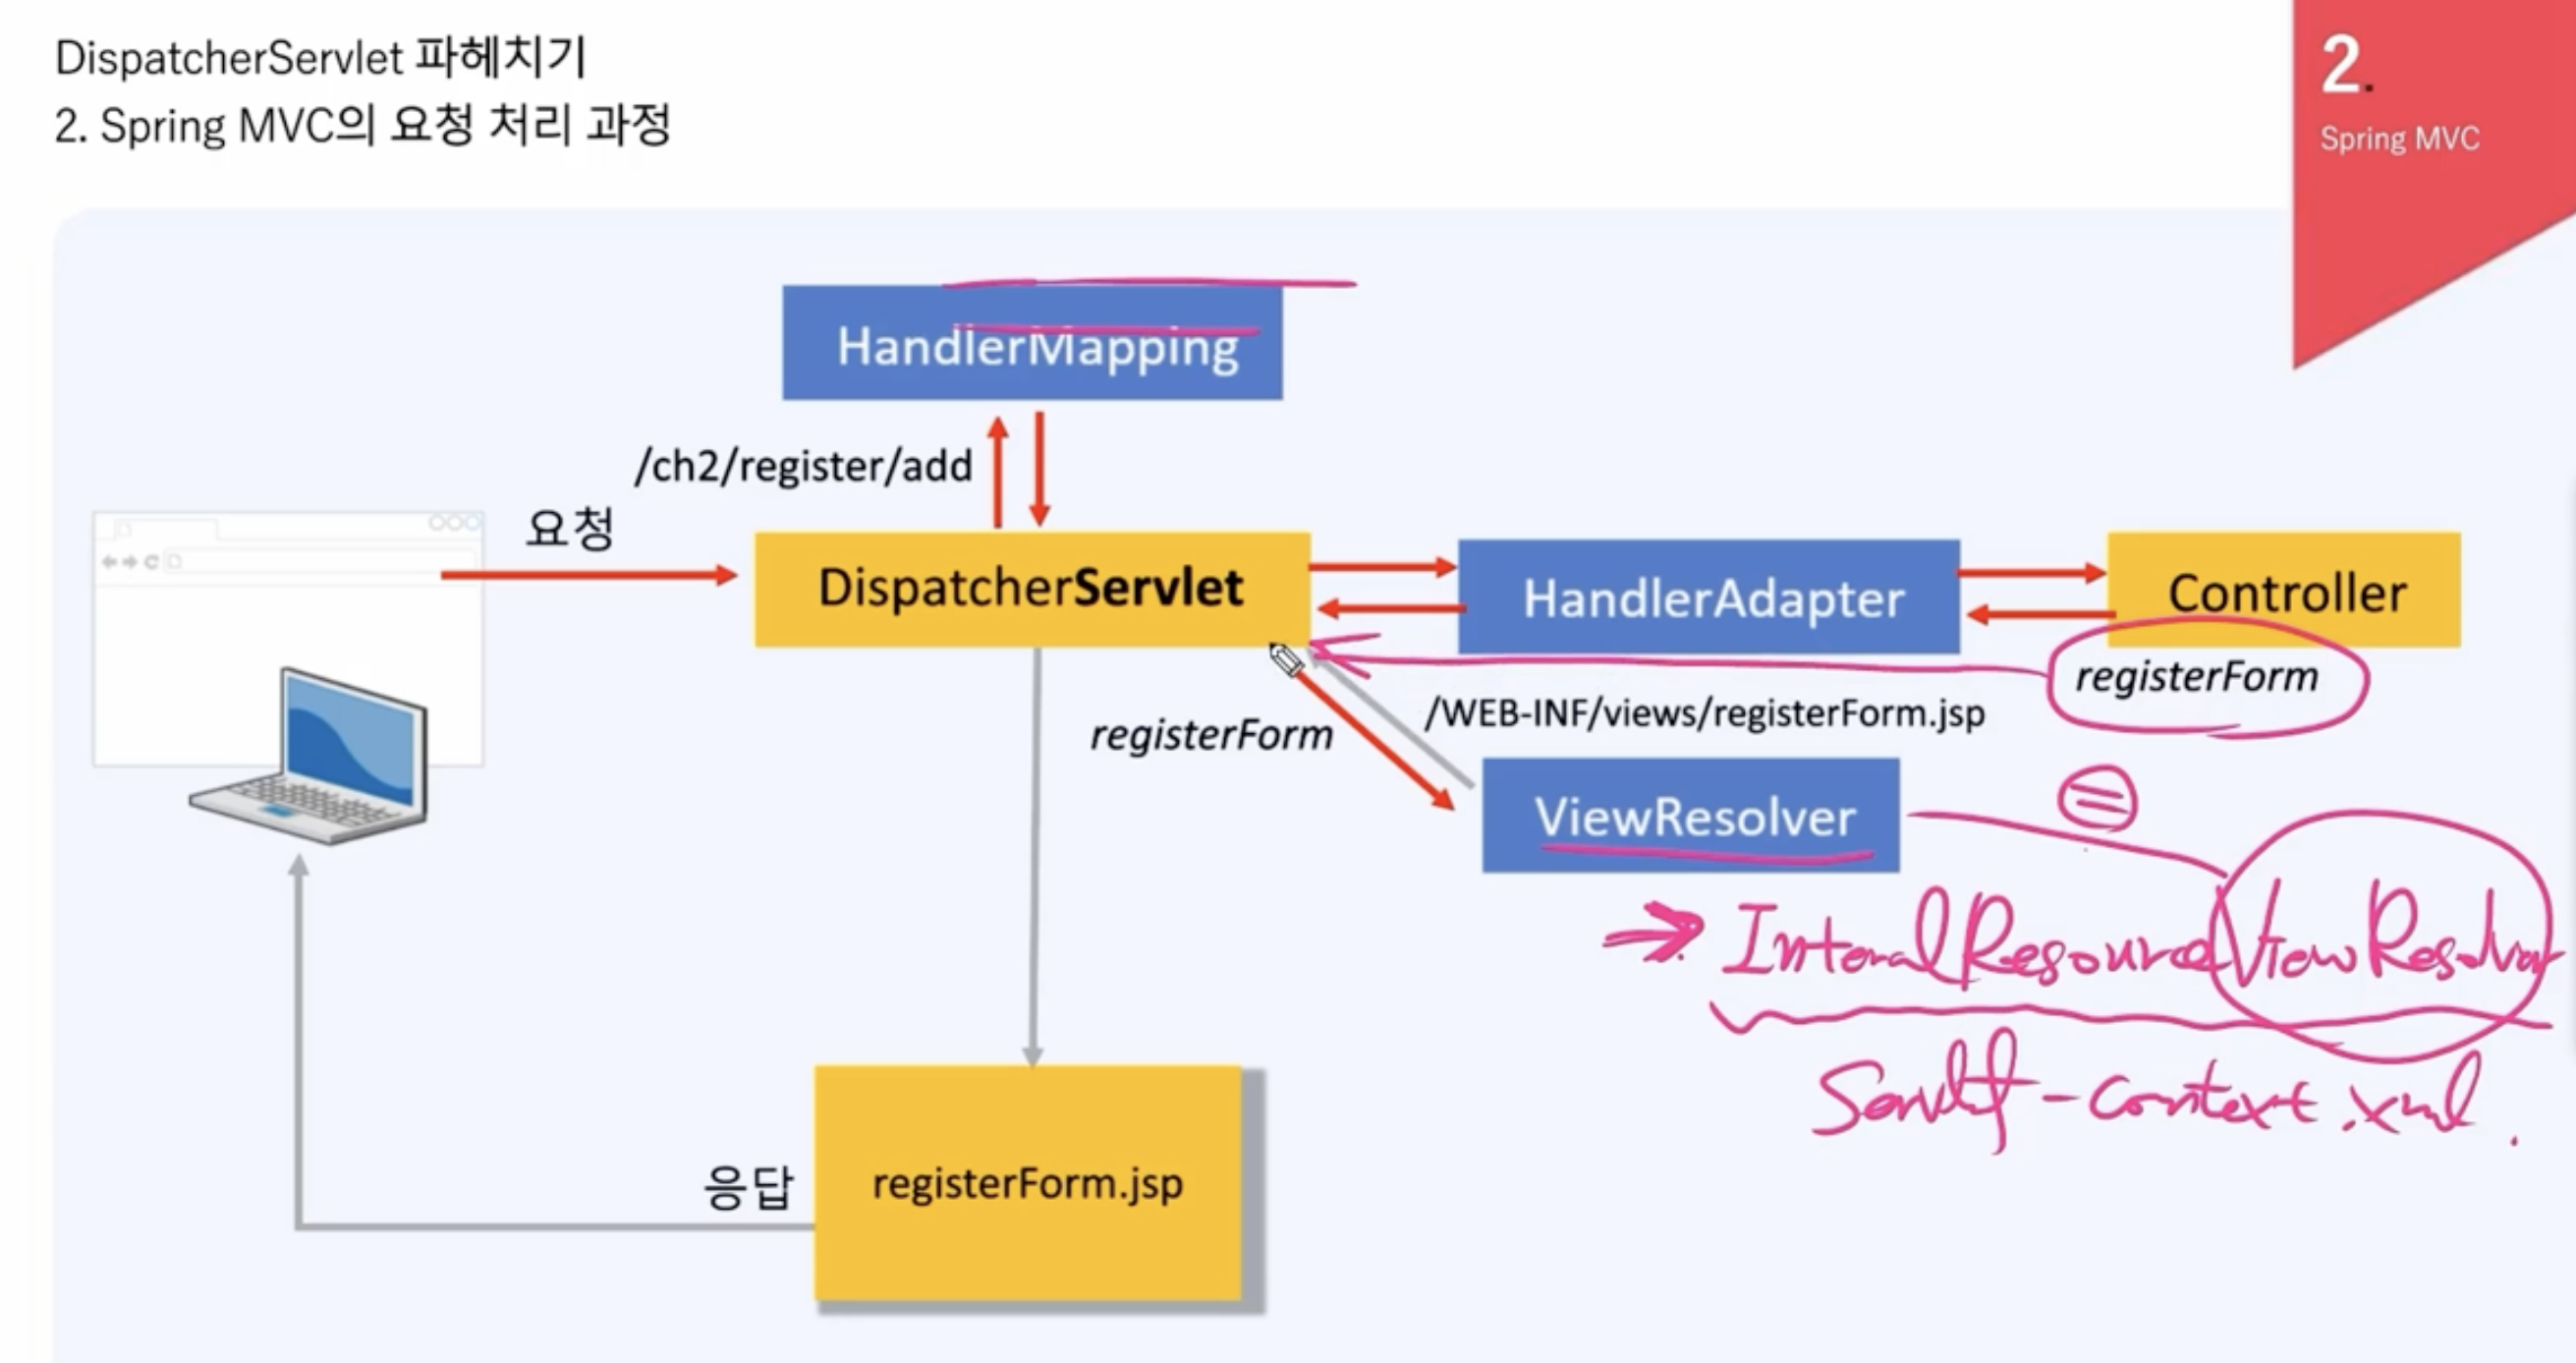 DispatcherServlet 파헤치기
2. Spring MVC의 요청 처리 과정
2.
Spring MVC
HandlerMapping
/ch2/register/add
요청
DispatcherServlet
HandlerAdapter
Controller
registerForm
/WEB-INF/views/registerForm.jsp
registerForm
ViewResolver
InternalResourceViewResolver
Servlet-context.xml.
응답
registerForm.jsp